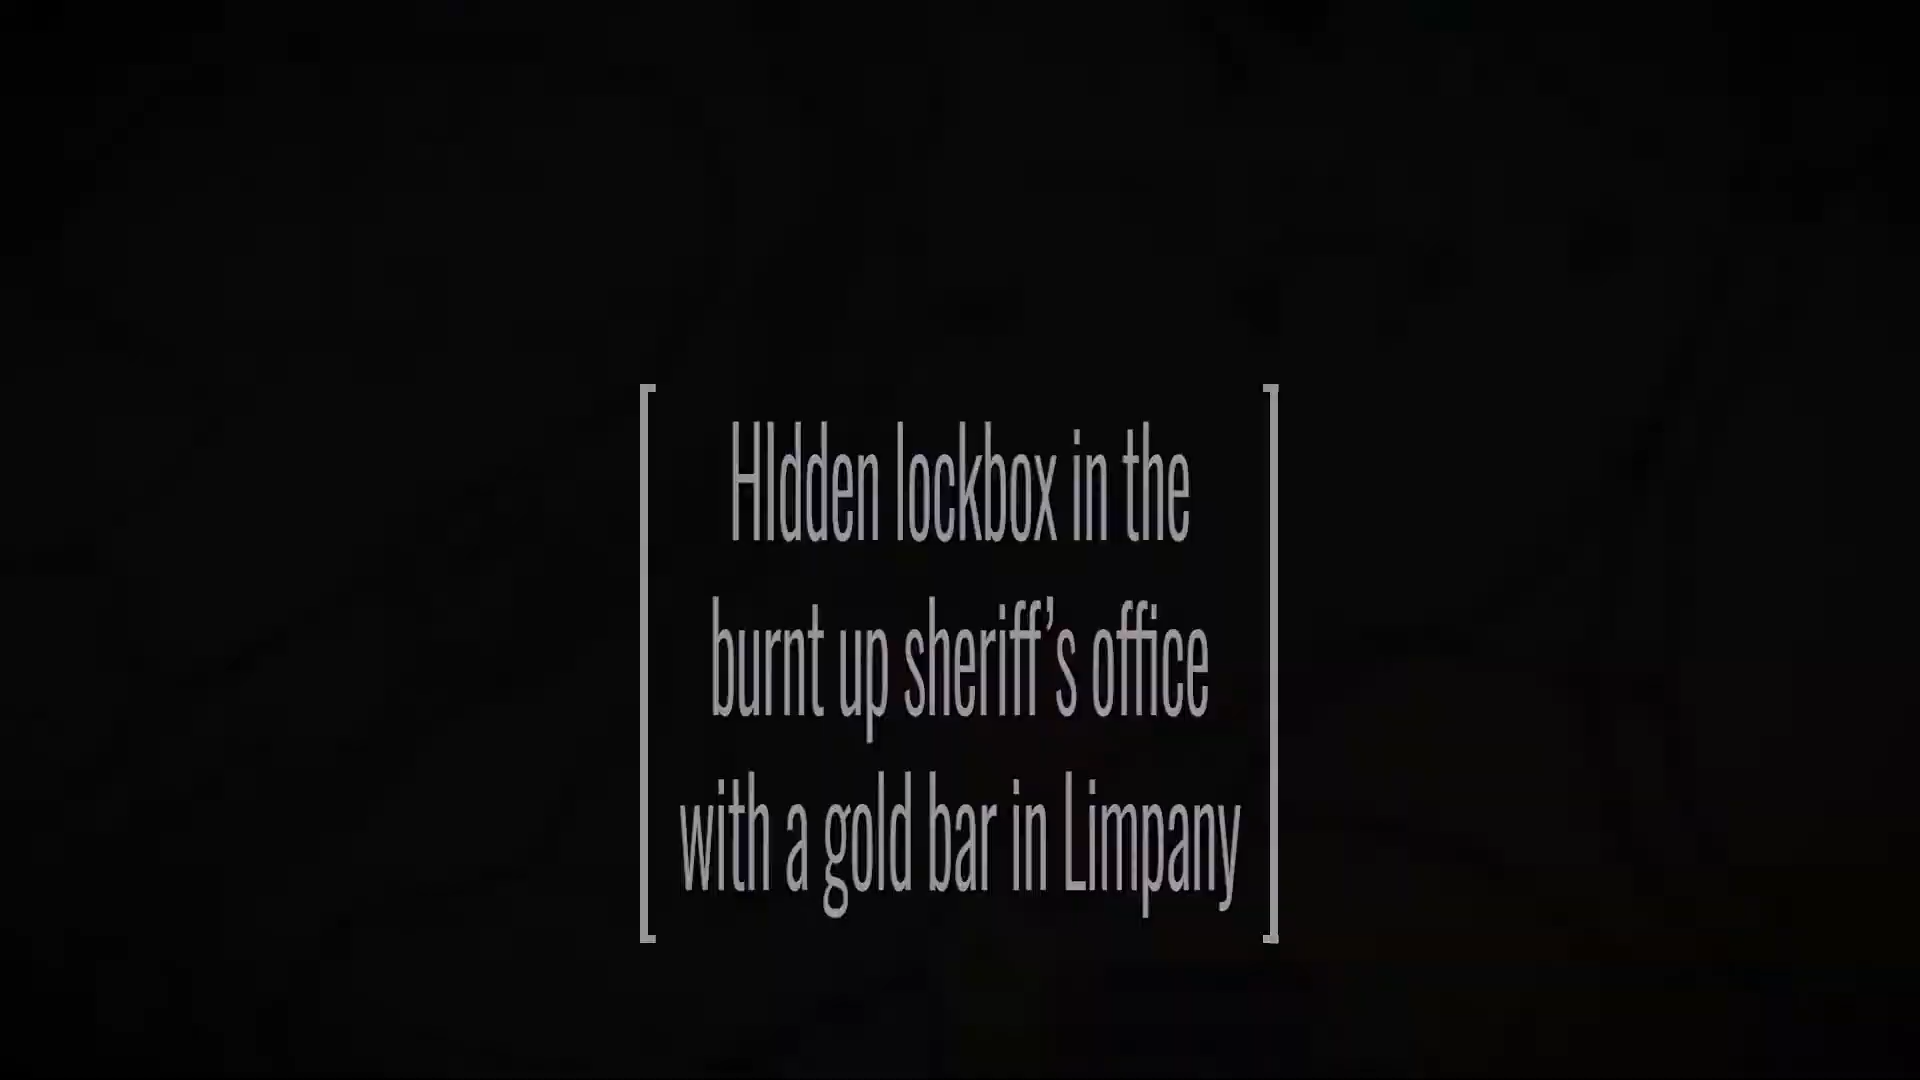 HIdden lockbox in the
burnt up sheriff’s office
with a gold bar in Limpany